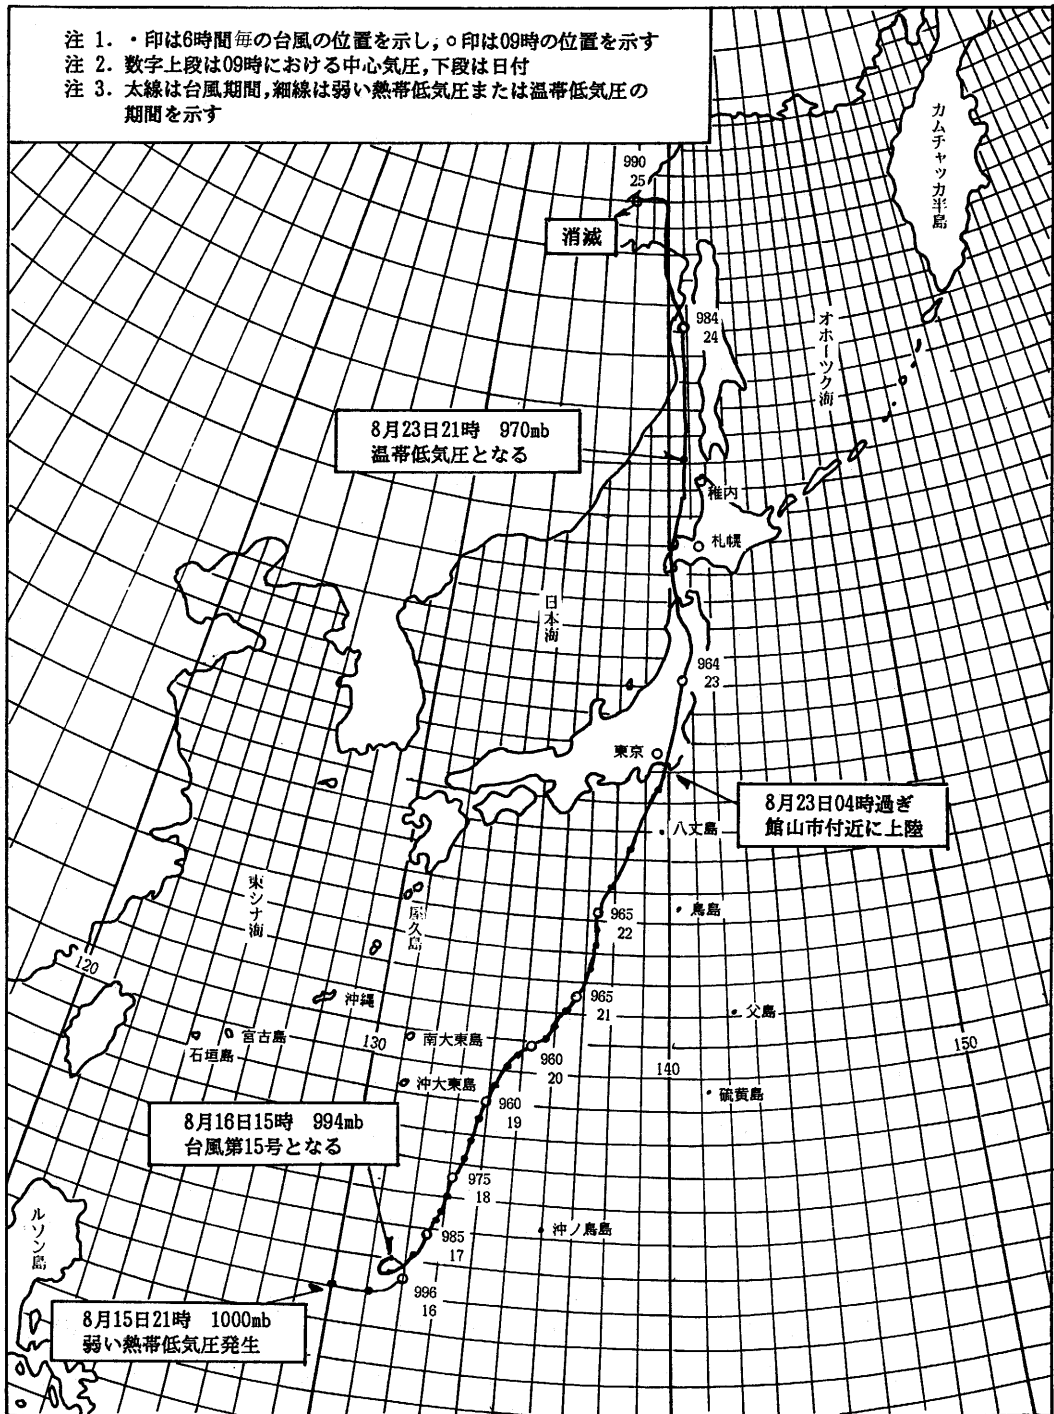 注 1. ・印は6時間毎の台風の位置を示し,○印は09時の位置を示す
注 2. 数字上段は09時における中心気圧,下段は日付
注 3. 太線は台風期間,細線は弱い熱帯低気圧または温帯低気圧の
期間を示す
カムチャッカ半島
990
25
消滅
984
24
オホーツク海
8月23日21時 970mb
温帯低気圧となる
稚内
札幌
日本海
964
23
東京
8月23日04時過ぎ
館山市付近に上陸
八丈島
東シナ海
屋久島
965
22
鳥島
120
沖縄
965
21
父島
宮古島
石垣島
130
南大東島
150
960
20
140
沖大東島
硫黄島
960
19
8月16日15時 994mb
台風第15号となる
975
18
ルソン島
沖ノ鳥島
985
17
996
16
8月15日21時 1000mb
弱い熱帯低気圧発生